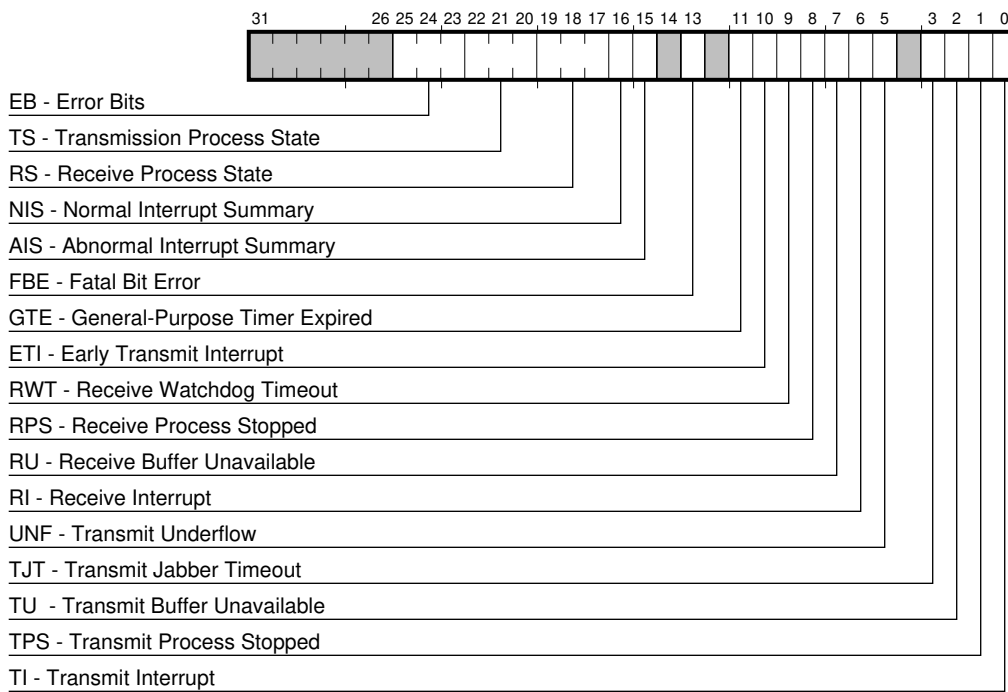 31 26 25 24 23 22 21 20 19 18 17 16 15 14 13 11 10 9 8 7 6 5 3 2 1 0
EB - Error Bits
TS - Transmission Process State
RS - Receive Process State
NIS - Normal Interrupt Summary
AIS - Abnormal Interrupt Summary
FBE - Fatal Bit Error
GTE - General-Purpose Timer Expired
ETI - Early Transmit Interrupt
RWT - Receive Watchdog Timeout
RPS - Receive Process Stopped
RU - Receive Buffer Unavailable
RI - Receive Interrupt
UNF - Transmit Underflow
TJT - Transmit Jabber Timeout
TU - Transmit Buffer Unavailable
TPS - Transmit Process Stopped
TI - Transmit Interrupt